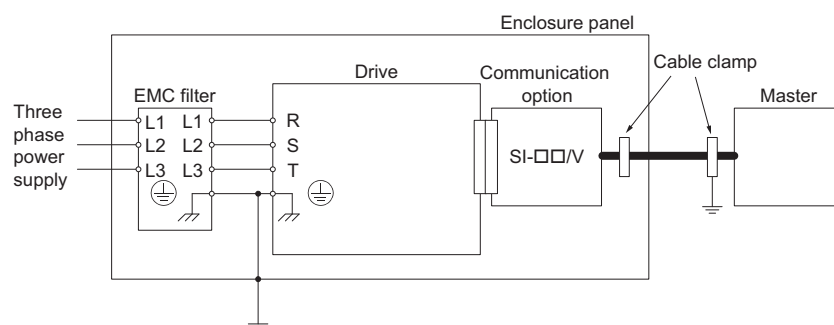 Enclosure panel
Cable clamp
Drive
Communication
option
EMC filter
Master
Three
phase
power
supply
L1 L1
R
L2 L2
S
SI-□□/V
L3 L3
T